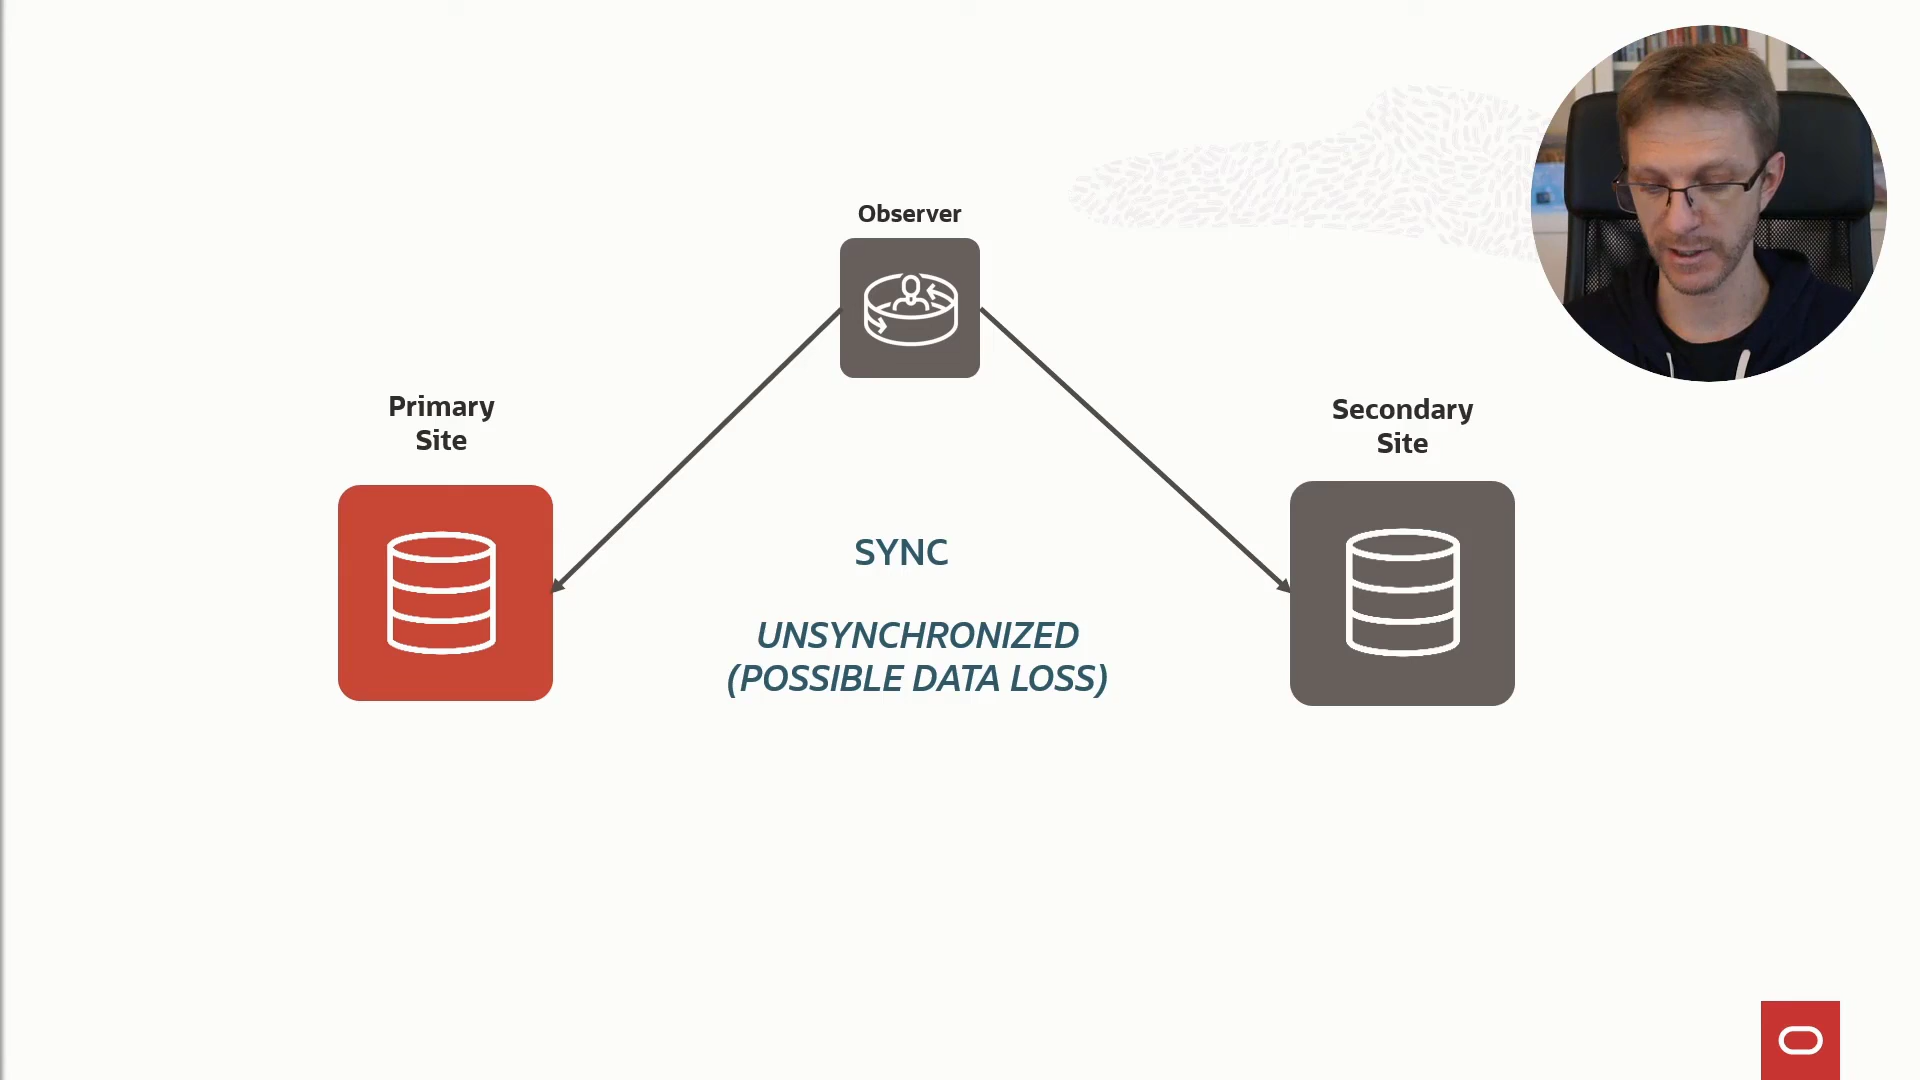 Observer
Primary
Site
Secondary
Site
SYNC
UNSYNCHRONIZED
(POSSIBLE DATA LOSS)